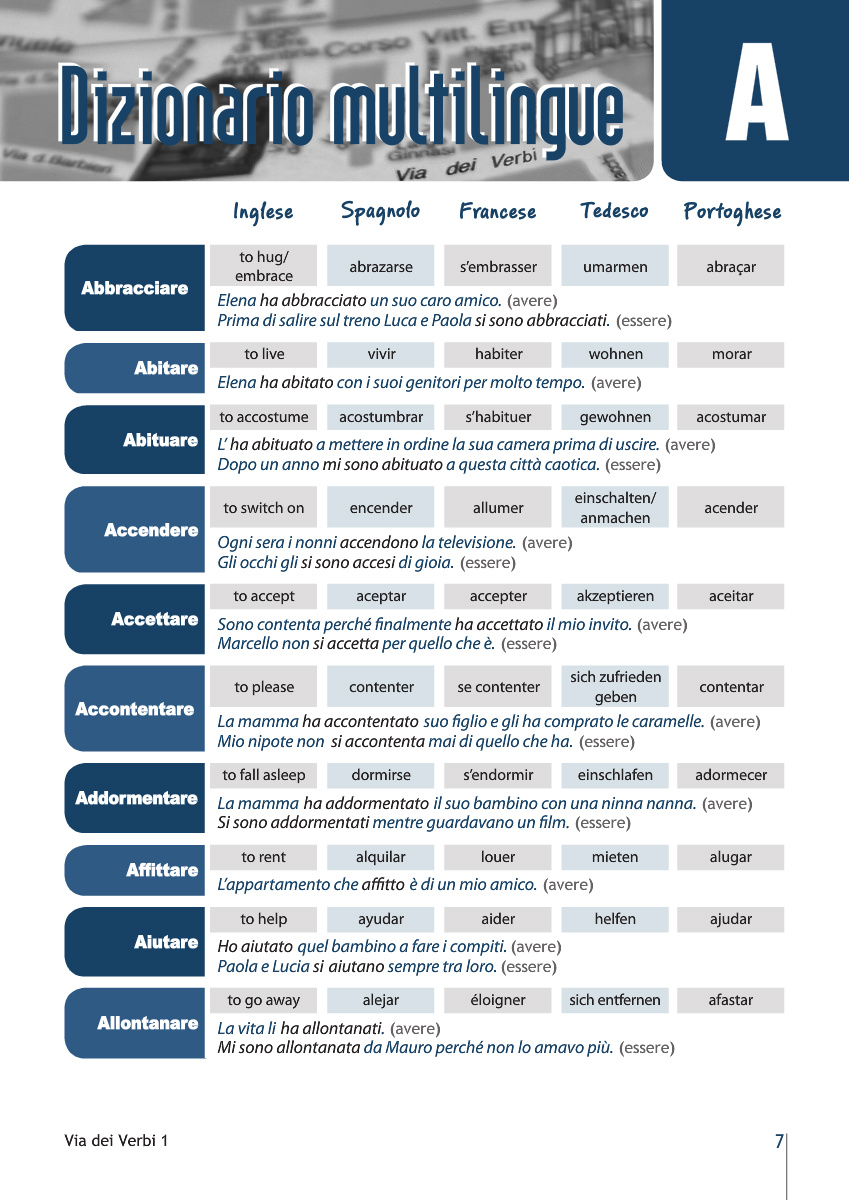 Corso Vitt. Em
Dizionario multilingue
A
Via dei Verbi
Inglese Spagnolo Francese Tedesco Portoghese
Abbracciare
to hug/
embrace
abrazarse
s'embrasser
umarmen
abraçar
Elena ha abbracciato un suo caro amico. (avere)
Prima di salire sul treno Luca e Paola si sono abbracciati. (essere)
Abitare
to live vivir habiter wohnen morar
Elena ha abitato con i suoi genitori per molto tempo. (avere)
Abituare
to accostume acostumbrar s'habituer gewohnen acostumar
L' ha abituato a mettere in ordine la sua camera prima di uscire. (avere)
Dopo un anno mi sono abituato a questa città caotica. (essere)
Accendere
to switch on encender allumer
einschalten/
anmachen
acender
Ogni sera i nonni accendono la televisione. (avere)
Gli occhi gli si sono accesi di gioia. (essere)
Accettare
to accept aceptar accepter akzeptieren aceitar
Sono contenta perché finalmente ha accettato il mio invito. (avere)
Marcello non si accetta per quello che è. (essere)
Accontentare
to please contenter se contenter
sich zufrieden
geben
contentar
La mamma ha accontentato suo figlio e gli ha comprato le caramelle. (avere)
Mio nipote non si accontenta mai di quello che ha. (essere)
Addormentare
to fall asleep dormirse s'endormir einschlafen adormecer
La mamma ha addormentato il suo bambino con una ninna nanna. (avere)
Si sono addormentati mentre guardavano un film. (essere)
Affittare
to rent alquilar louer mieten alugar
L'appartamento che affitto è di un mio amico. (avere)
Aiutare
to help ayudar aider helfen ajudar
Ho aiutato quel bambino a fare i compiti. (avere)
Paola e Lucia si aiutano sempre tra loro. (essere)
Allontanare
to go away alejar éloigner sich entfernen afastar
La vita li ha allontanati. (avere)
Mi sono allontanata da Mauro perché non lo amavo più. (essere)
Via dei Verbi 1
7